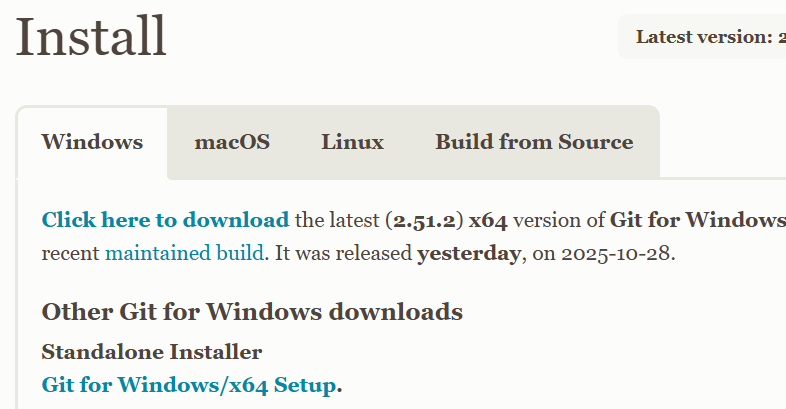 Install
Latest version: 2
Windows
macOS
Linux
Build from Source
Click here to download the latest (2.51.2) x64 version of Git for Windows
recent maintained build. It was released yesterday, on 2025-10-28.
Other Git for Windows downloads
Standalone Installer
Git for Windows/x64 Setup.